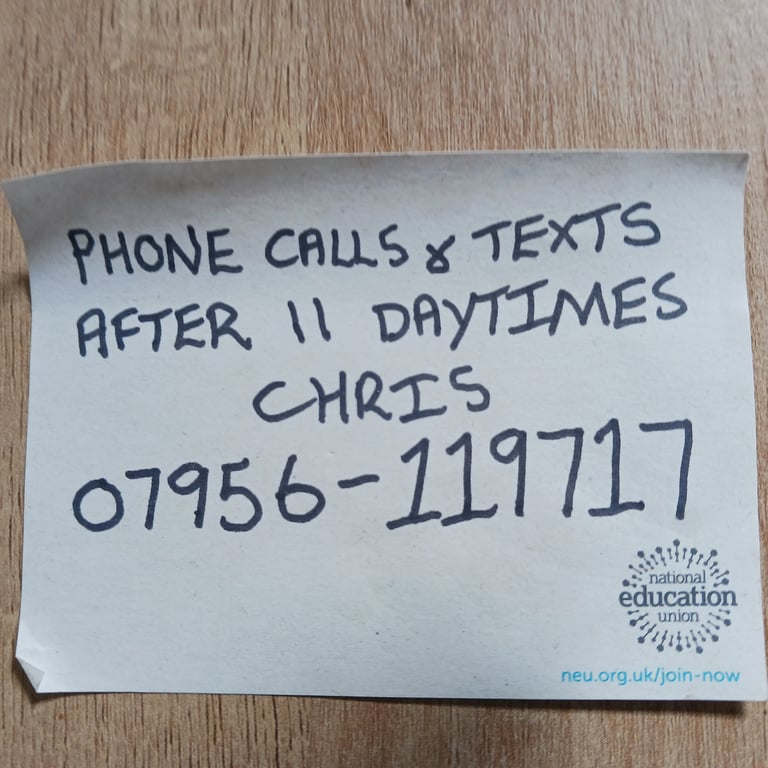 PHONE CALLS & TEXTS
AFTER 11 DAYTIMES
CHRIS
07956-119717
national
education
union
neu.org.uk/join-now